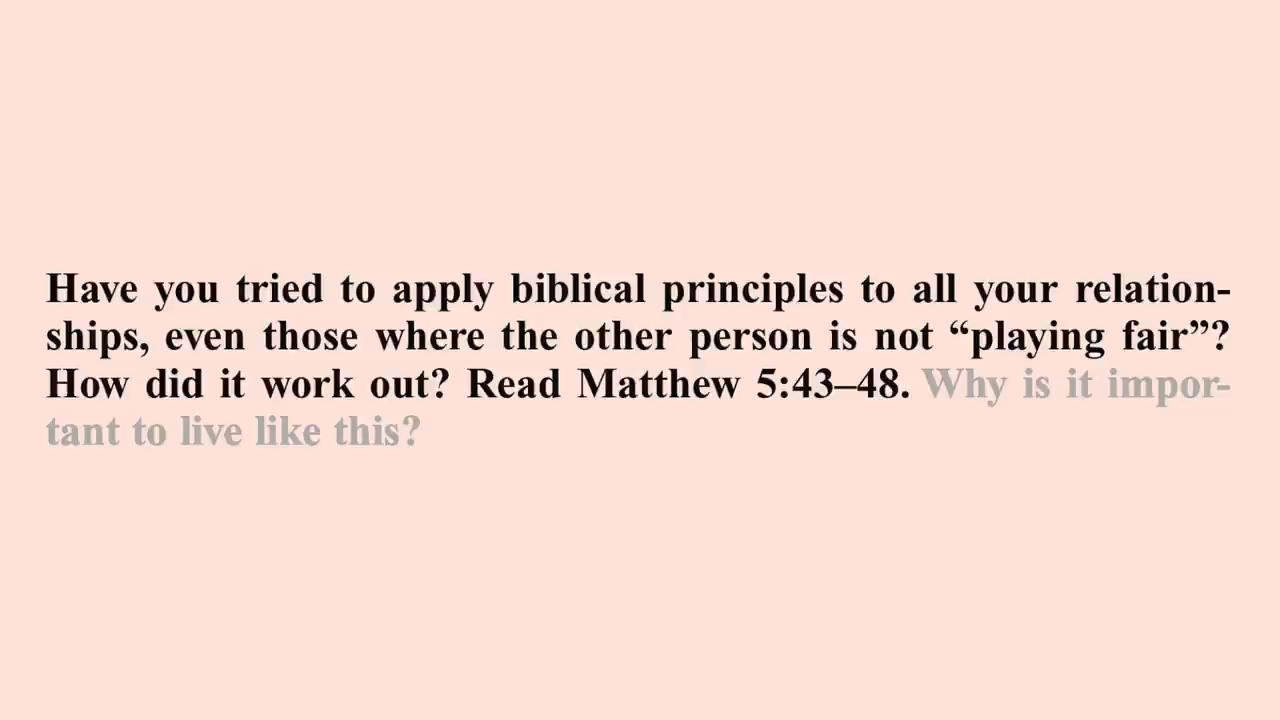 Have you tried to apply biblical principles to all your relation-
ships, even those where the other person is not “playing fair”?
How did it work out? Read Matthew 5:43–48. Why is it impor-
tant to live like this?